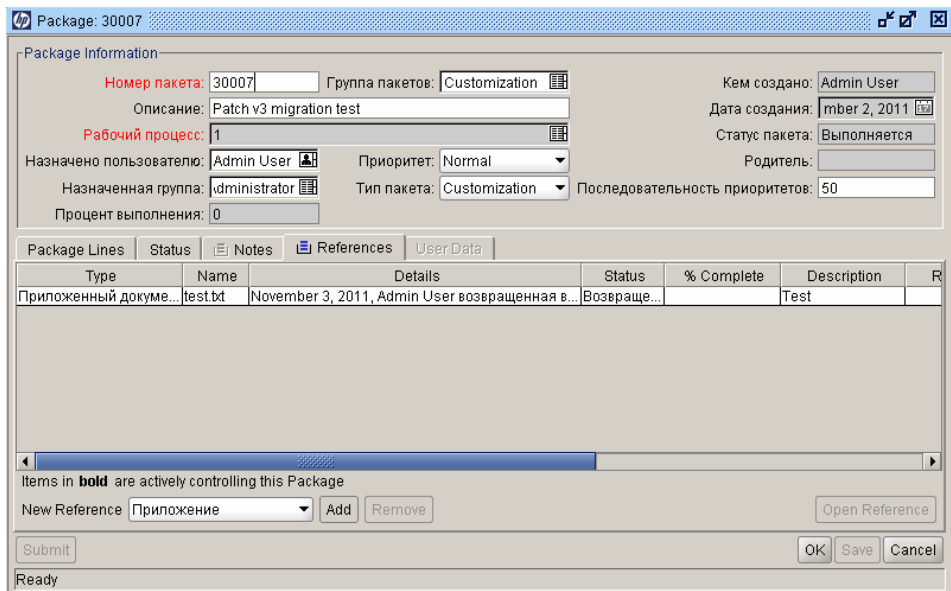 Package: 30007
Package Information
Номер пакета: 30007 Группа пакетов: Customization Кем создано: Admin User
Описание: Patch v3 migration test Дата создания: mber 2, 2011
Рабочий процесс: 1 Статус пакета: Выполняется
Назначено пользователю: Admin User Приоритет: Normal Родитель:
Назначенная группа: dministrator Тип пакета: Customization Последовательность приоритетов: 50
Процент выполнения: 0
Package Lines Status Notes References User Data
Type Name Details Status % Complete Description R
Приложенный докуме... test.txt November 3, 2011, Admin User возвращенная в... Возвраще... Test
Items in bold are actively controlling this Package
New Reference Приложение Add Remove Open Reference
Submit OK Save Cancel
Ready